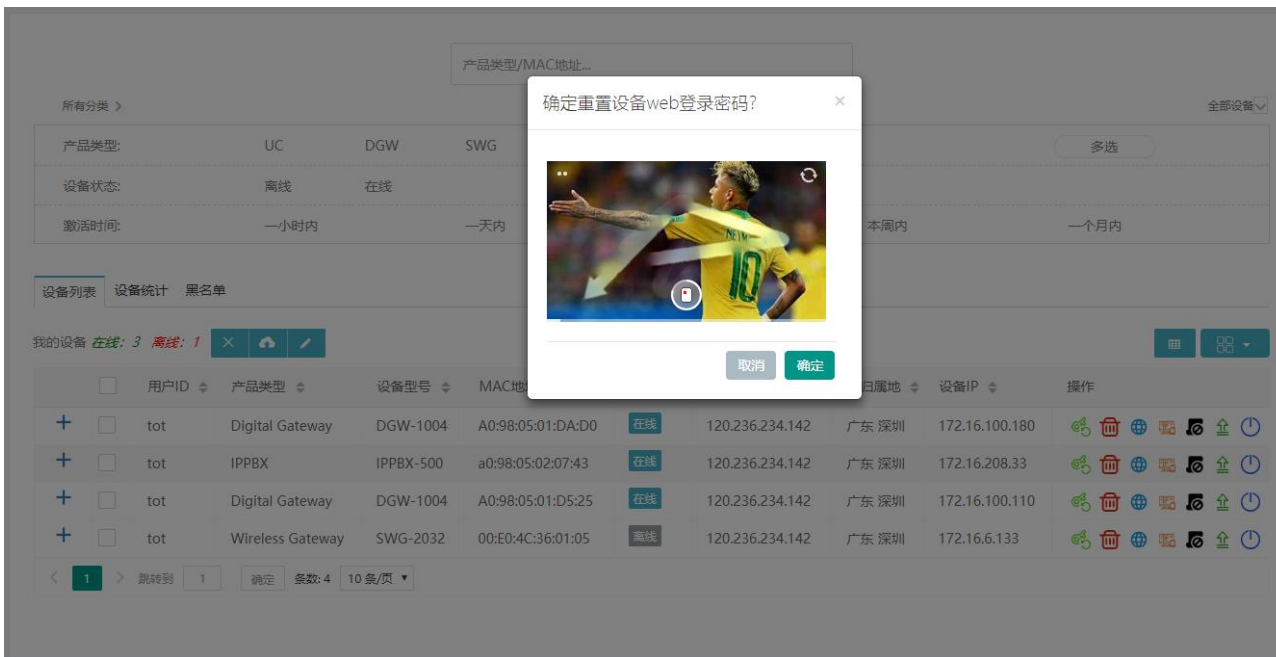 产品类型/MAC地址...
确定重置设备web登录密码? ×
所有分类 >
全部设备
产品类型: UC DGW SWG 多选
设备状态: 离线 在线
激活时间: 一小时内 一天内 本周内 一个月内
NEYM
10
设备列表 设备统计 黑名单
我的设备 在线: 3 离线: 1
取消 确定
用户ID 产品类型 设备型号 MAC地 归属地 设备IP 操作
tot Digital Gateway DGW-1004 A0:98:05:01:DA:D0 在线 120.236.234.142 广东 深圳 172.16.100.180
tot IPPBX IPPBX-500 a0:98:05:02:07:43 在线 120.236.234.142 广东 深圳 172.16.208.33
tot Digital Gateway DGW-1004 A0:98:05:01:D5:25 在线 120.236.234.142 广东 深圳 172.16.100.110
tot Wireless Gateway SWG-2032 00:E0:4C:36:01:05 离线 120.236.234.142 广东 深圳 172.16.6.133
< 1 > 跳转到 1 确定 条数: 4 10 条/页